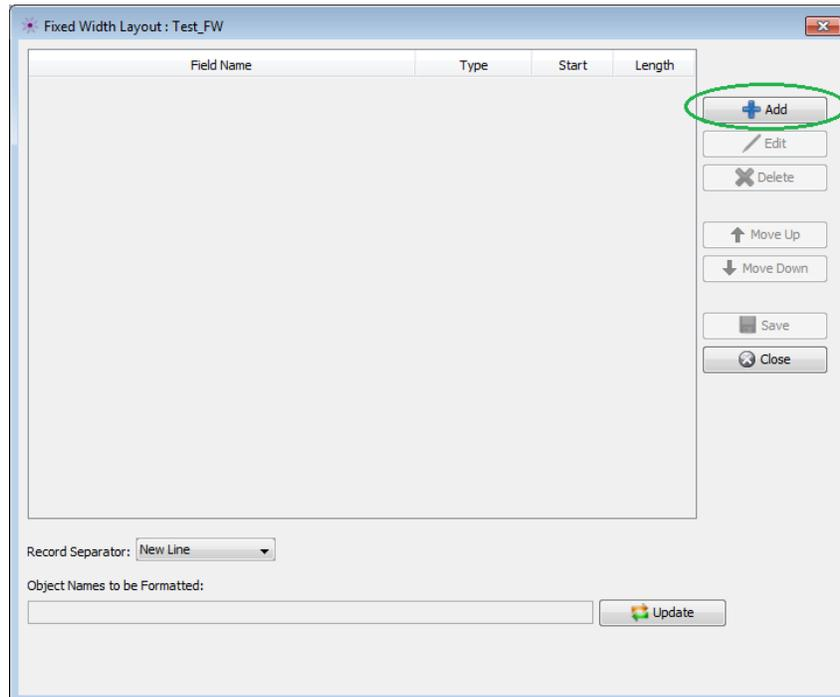 Fixed Width Layout : Test_FW
Field Name Type Start Length
Add
Edit
Delete
Move Up
Move Down
Save
Close
Record Separator: New Line
Object Names to be Formatted:
Update